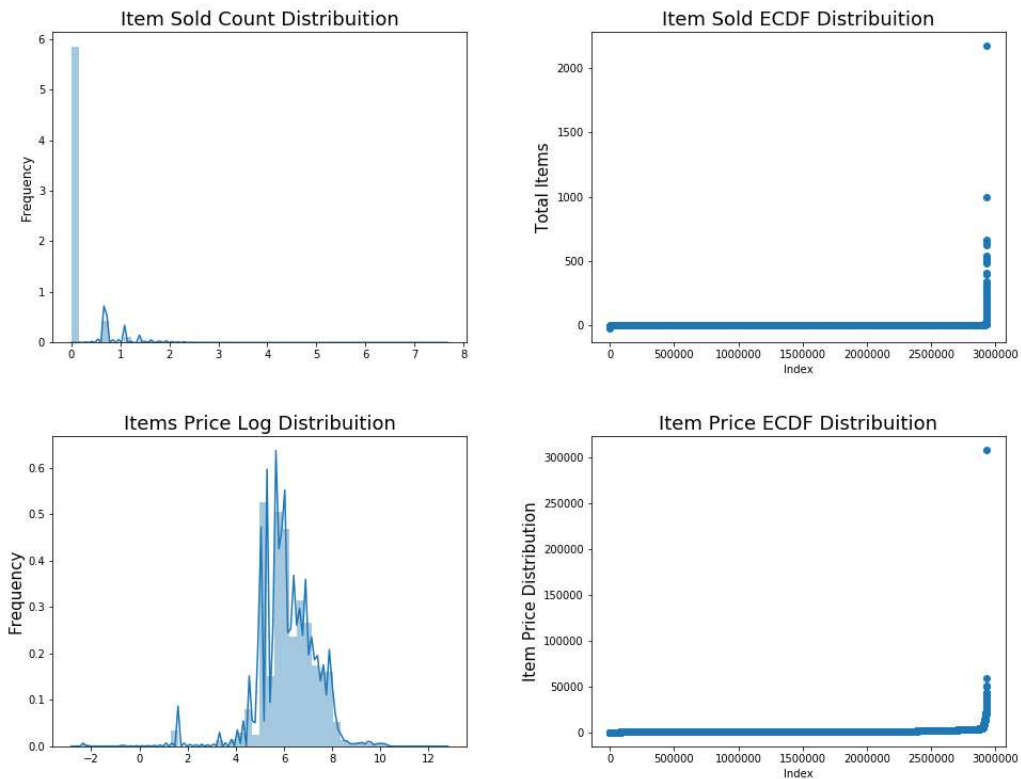 Item Sold Count Distribuition
Frequency
6
5
4
3
2
1
0
0 1 2 3 4 5 6 7 8
Item Sold ECDF Distribuition
Total Items
2000
1500
1000
500
0
0 500000 1000000 1500000 2000000 2500000 3000000
Index
Items Price Log Distribuition
Frequency
0.6
0.5
0.4
0.3
0.2
0.1
0.0
−2 0 2 4 6 8 10 12
Item Price ECDF Distribuition
Item Price Distribution
300000
250000
200000
150000
100000
50000
0
0 500000 1000000 1500000 2000000 2500000 3000000
Index